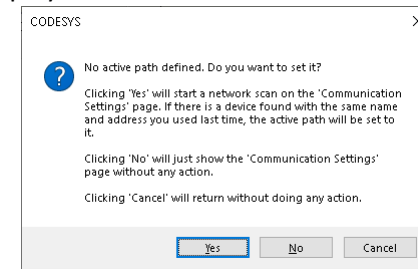 CODESYS
No active path defined. Do you want to set it?
Clicking 'Yes' will start a network scan on the 'Communication
Settings' page. If there is a device found with the same name
and address you used last time, the active path will be set to
it.
Clicking 'No' will just show the 'Communication Settings'
page without any action.
Clicking 'Cancel' will return without doing any action.
Yes No Cancel